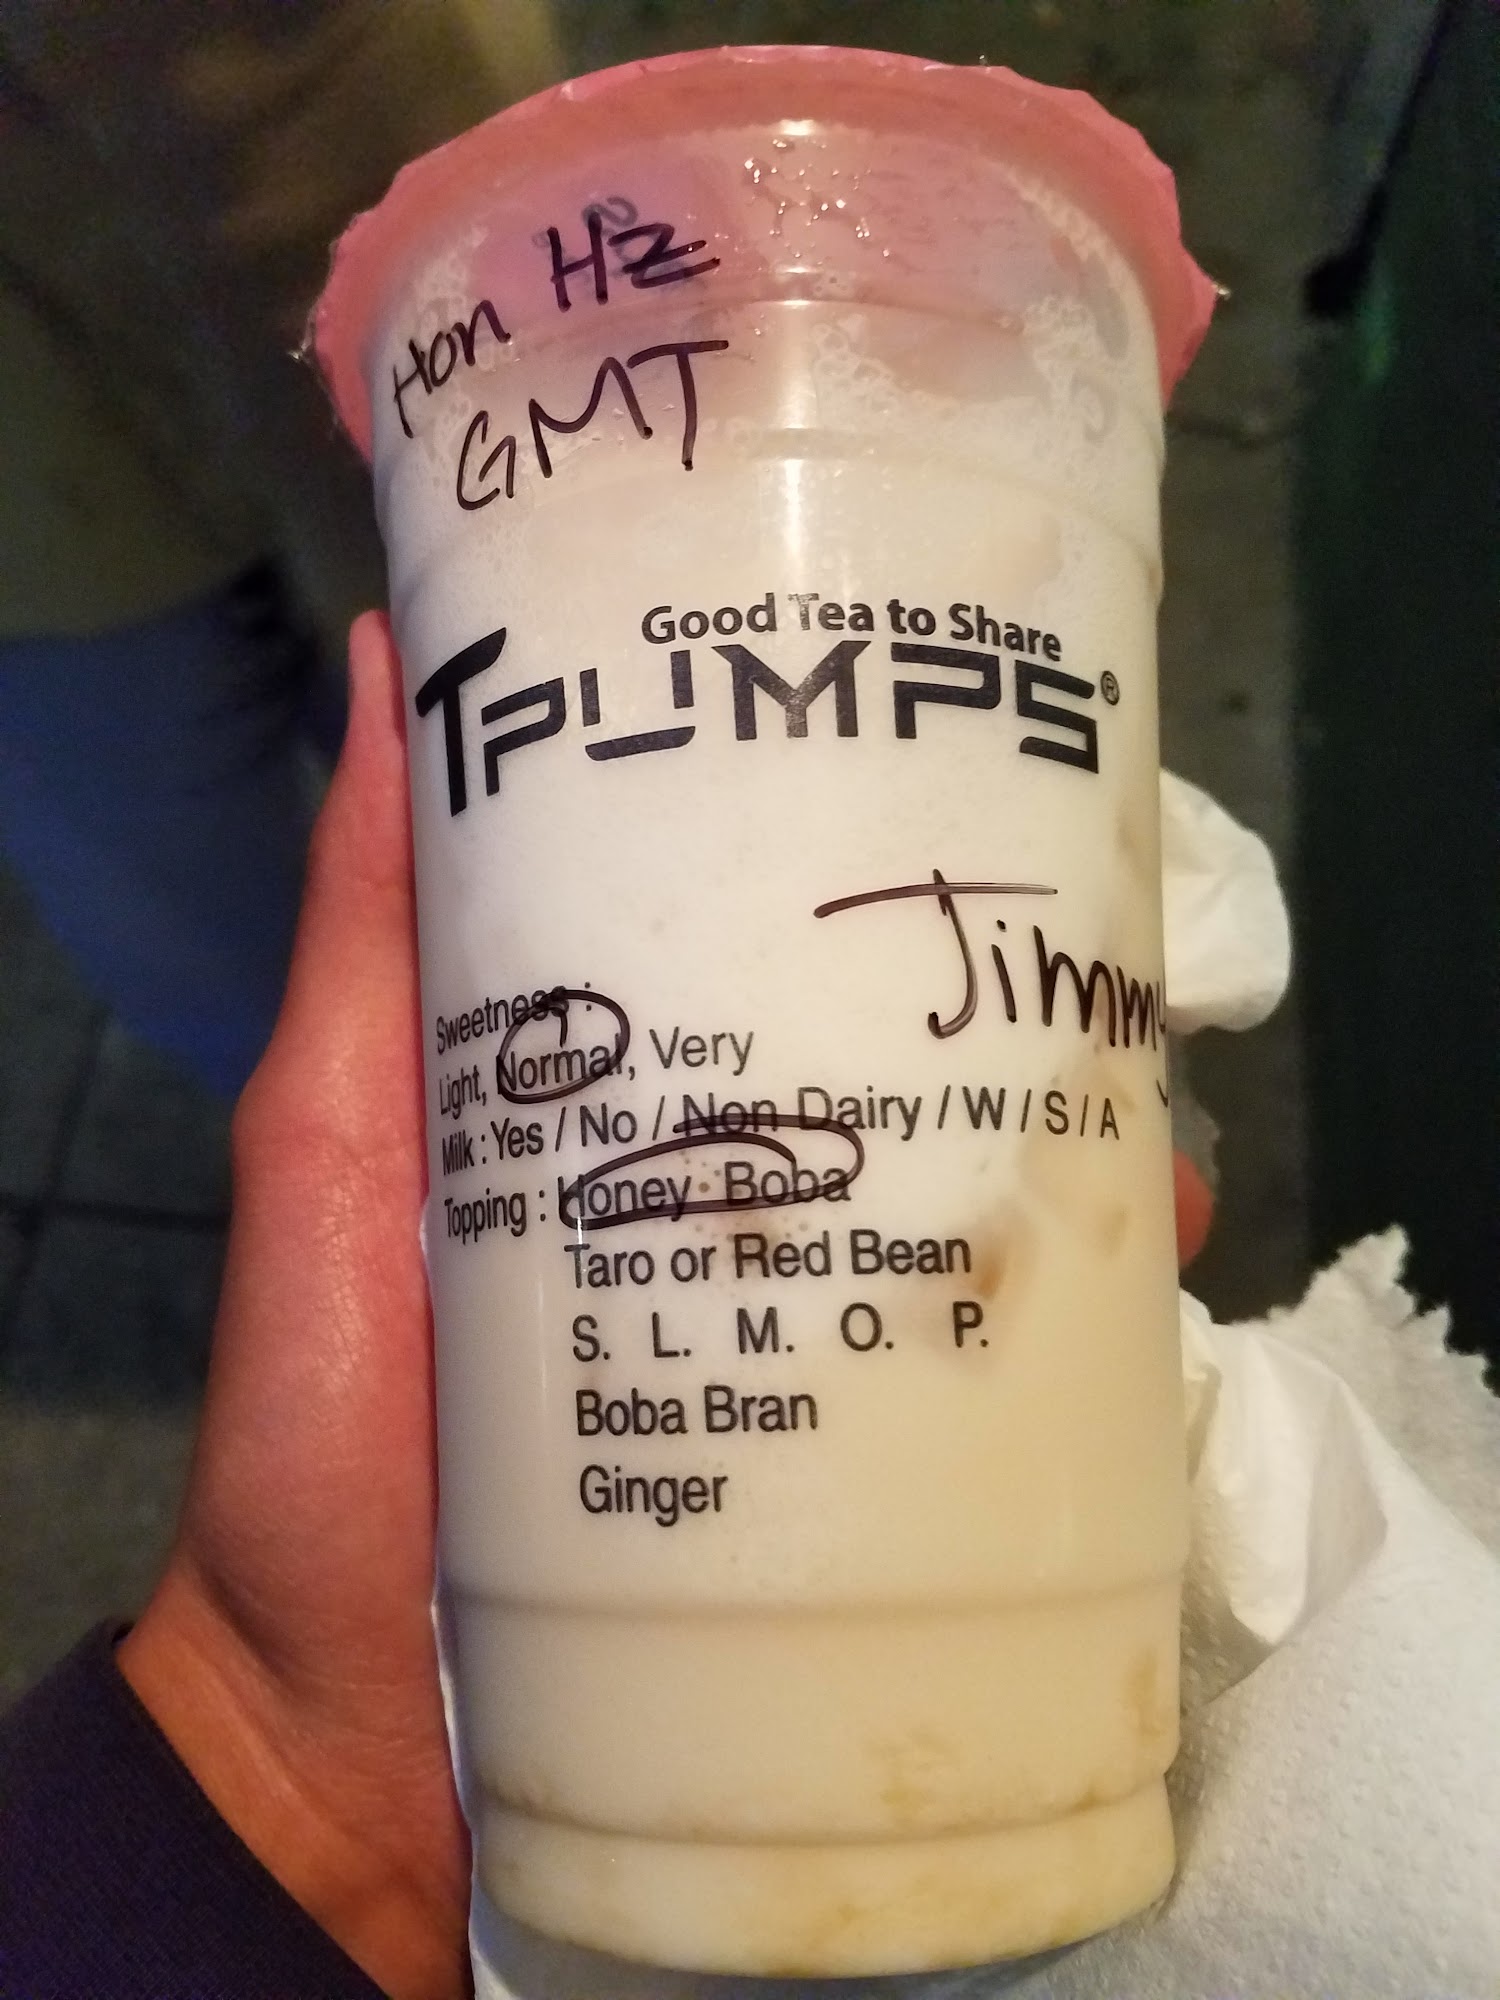 Hon HZ
GMT
Good Tea to Share
TPUMPS®
Jimmy
Sweetness :
Light, Normal, Very
Milk : Yes / No / Non Dairy / W / S / A
Topping : Honey Boba
Taro or Red Bean
S. L. M. O. P.
Boba Bran
Ginger